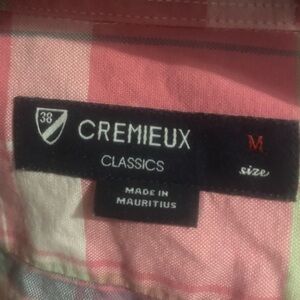 38 CREMIEUX M
CLASSICS size
MADE IN
MAURITIUS